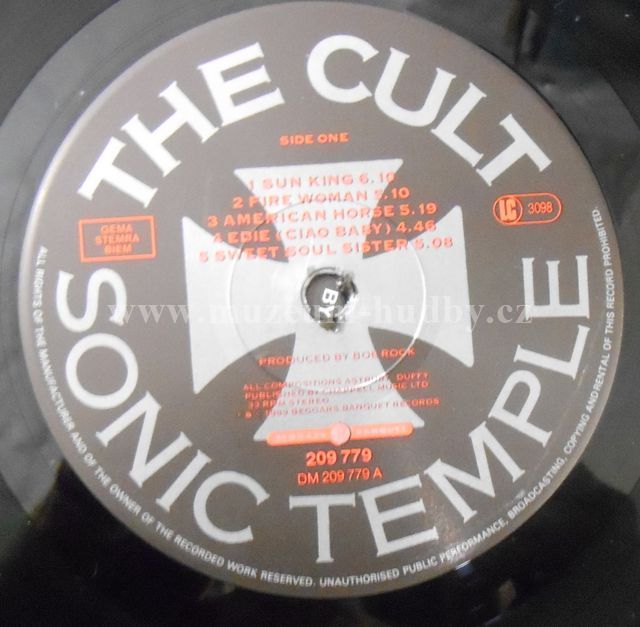 THE CULT
SIDE ONE
1 SUN KING 6.10
2 FIRE WOMAN 5.10
3 AMERICAN HORSE 5.19
4 EDIE (CIAO BABY) 4.46
5 SWEET SOUL SISTER 5.08
GEMA
STEMRA
BIEM
LC 3098
BY
www.muzeum-hudby.cz
PRODUCED BY BOB ROCK
ALL COMPOSITIONS ASTBURY DUFFY
PUBLISHED BY CHAPPELL MUSIC LTD
33 RPM STEREO
℗ © 1989 BEGGARS BANQUET RECORDS
BEGGARS BANQUET
209 779
DM 209 779 A
SONIC TEMPLE
ALL RIGHTS OF THE MANUFACTURER AND OF THE OWNER OF THE RECORDED WORK RESERVED. UNAUTHORISED PUBLIC PERFORMANCE, BROADCASTING, COPYING AND RENTAL OF THIS RECORD PROHIBITED.